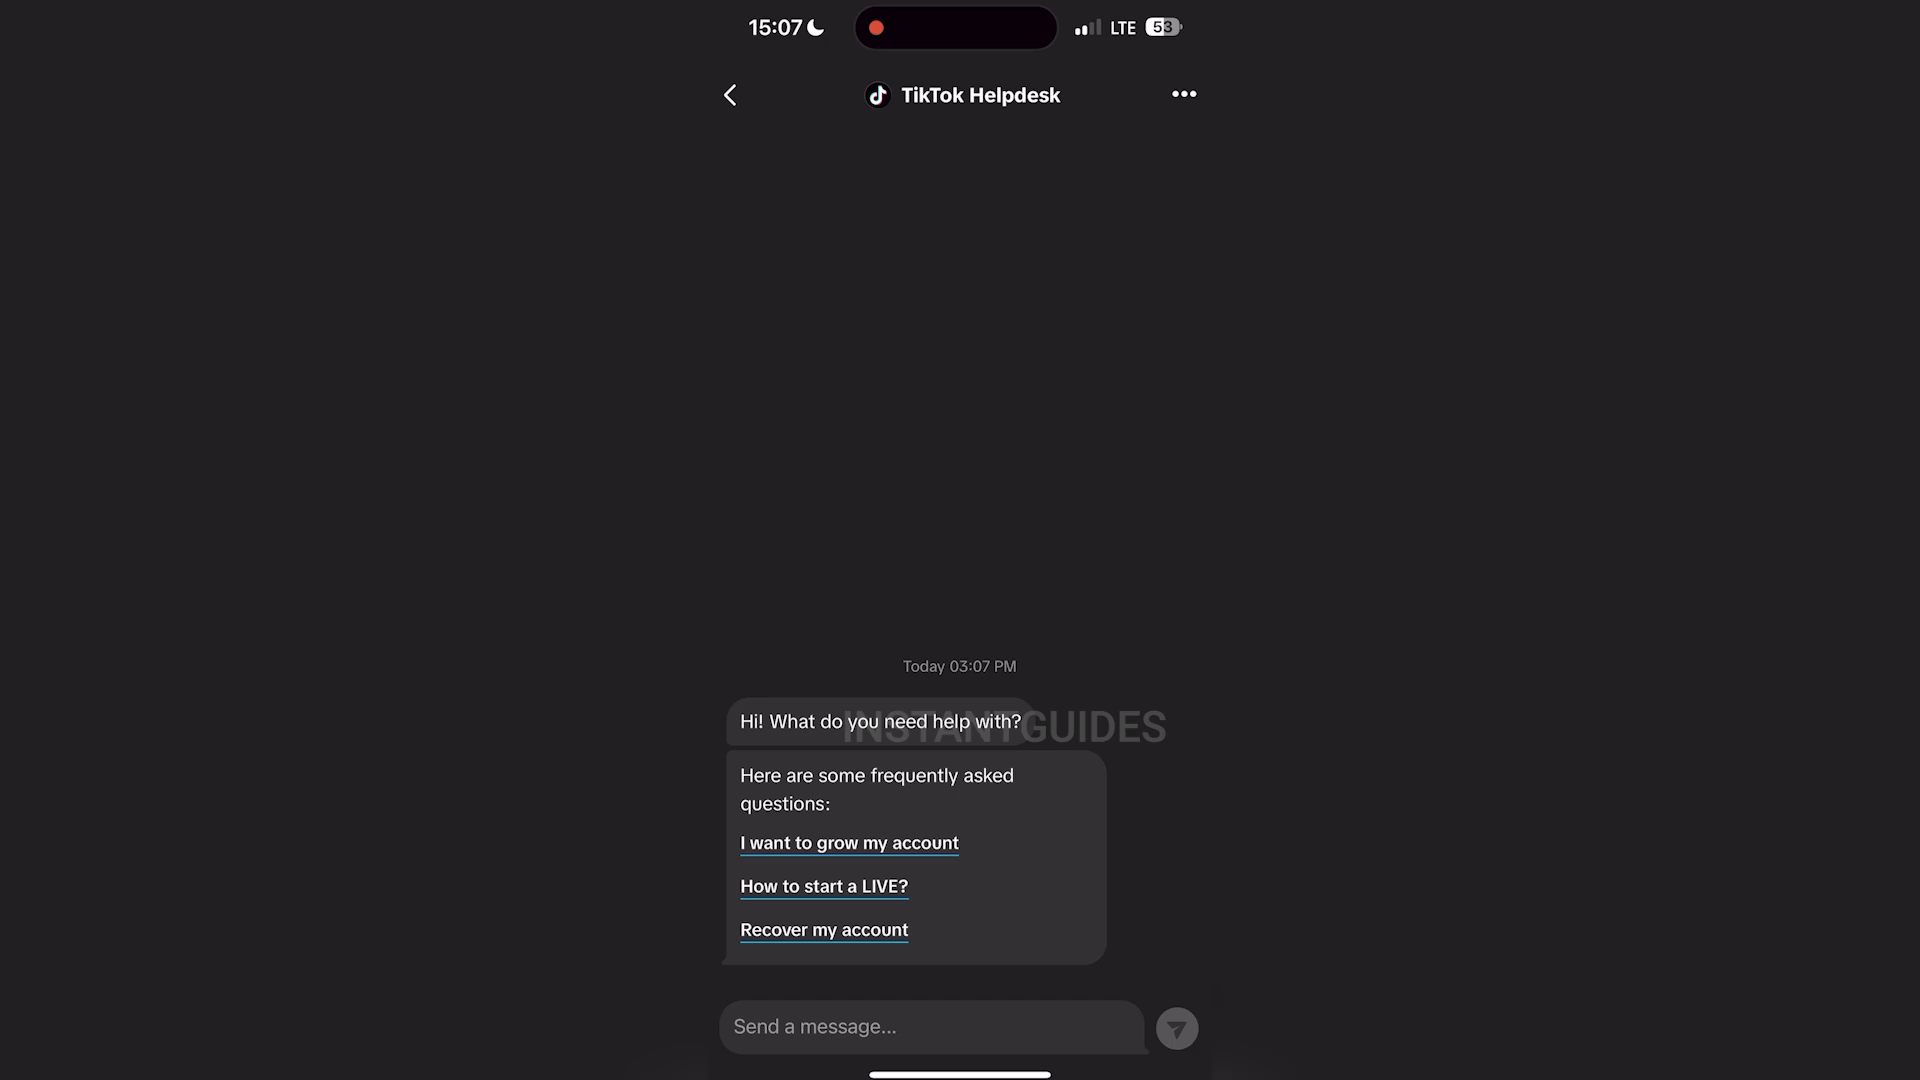 15:07
LTE 53
TikTok Helpdesk
Today 03:07 PM
Hi! What do you need help with?
INSTANTGUIDES
Here are some frequently asked
questions:
I want to grow my account
How to start a LIVE?
Recover my account
Send a message...